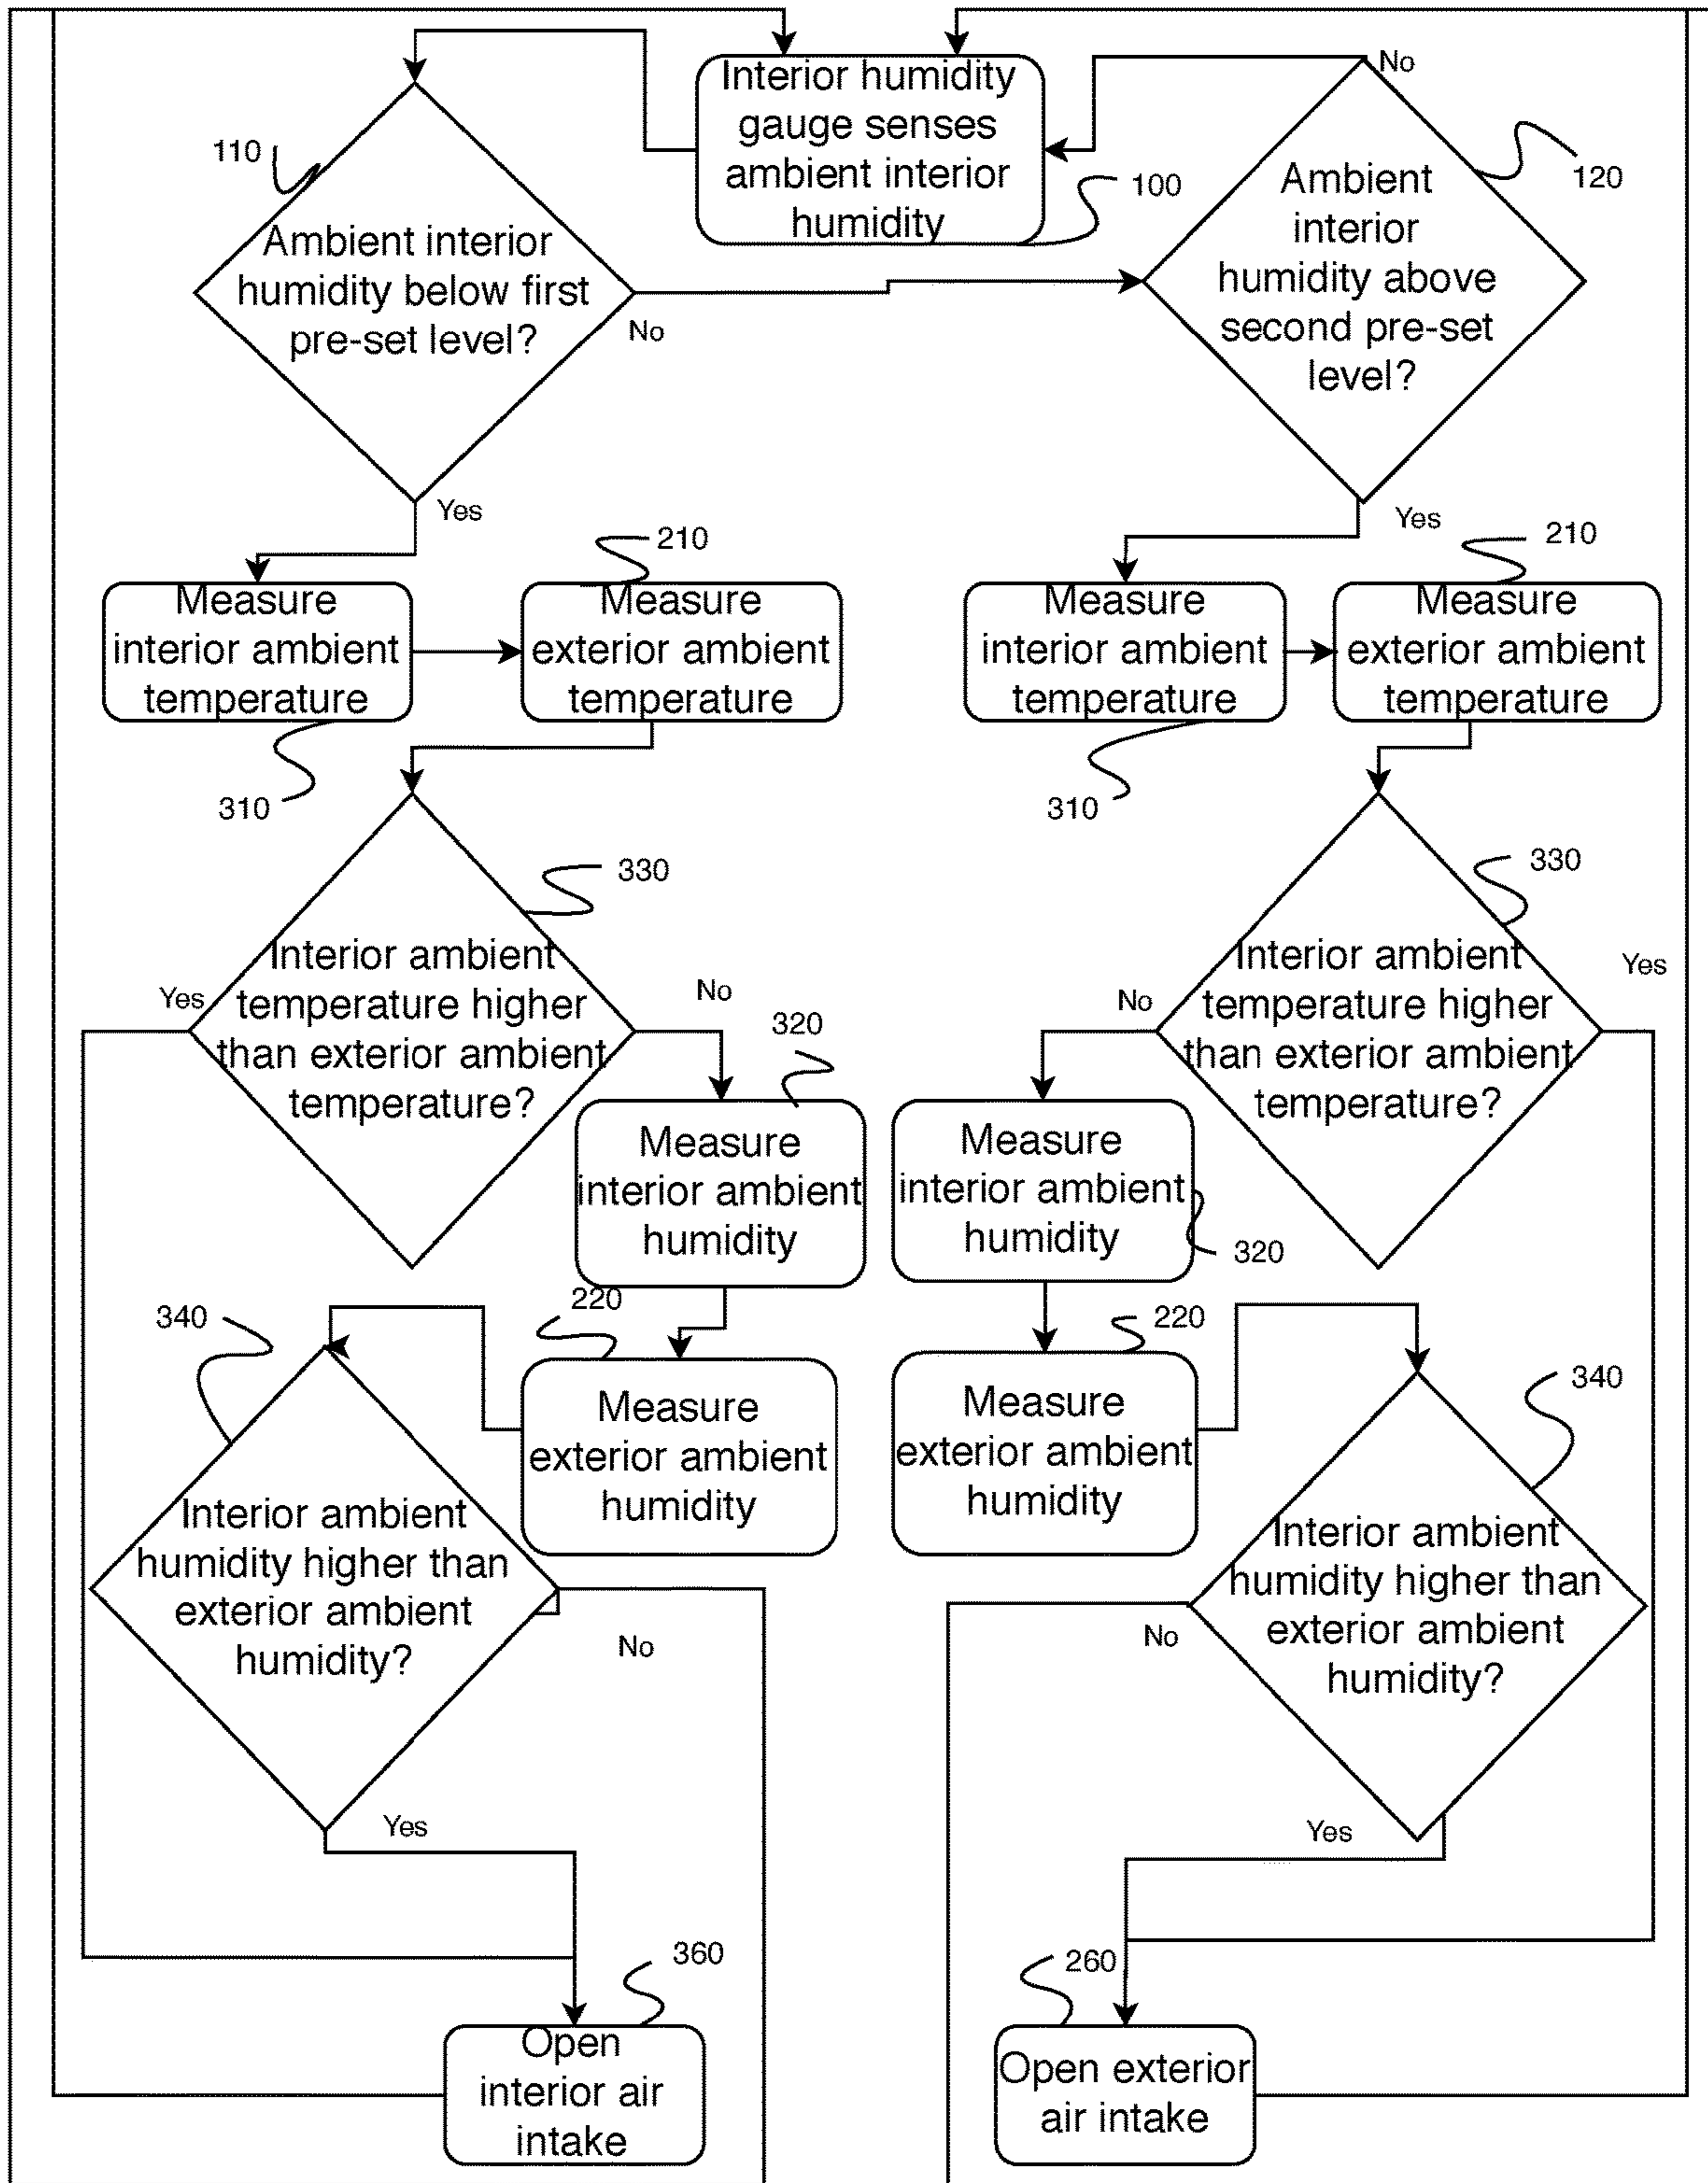 Interior humidity
gauge senses
ambient interior
humidity
100
110
Ambient interior
humidity below first
pre-set level?
No
Yes
No
120
Ambient
interior
humidity above
second pre-set
level?
Yes
Measure
interior ambient
temperature
310
210
Measure
exterior ambient
temperature
Measure
interior ambient
temperature
310
210
Measure
exterior ambient
temperature
330
Interior ambient
temperature higher
than exterior ambient
temperature?
Yes
No
330
Interior ambient
temperature higher
than exterior ambient
temperature?
No
Yes
320
Measure
interior ambient
humidity
Measure
interior ambient
humidity
320
220
Measure
exterior ambient
humidity
220
Measure
exterior ambient
humidity
340
Interior ambient
humidity higher than
exterior ambient
humidity?
No
Yes
340
Interior ambient
humidity higher than
exterior ambient
humidity?
No
Yes
360
Open
interior air
intake
260
Open exterior
air intake